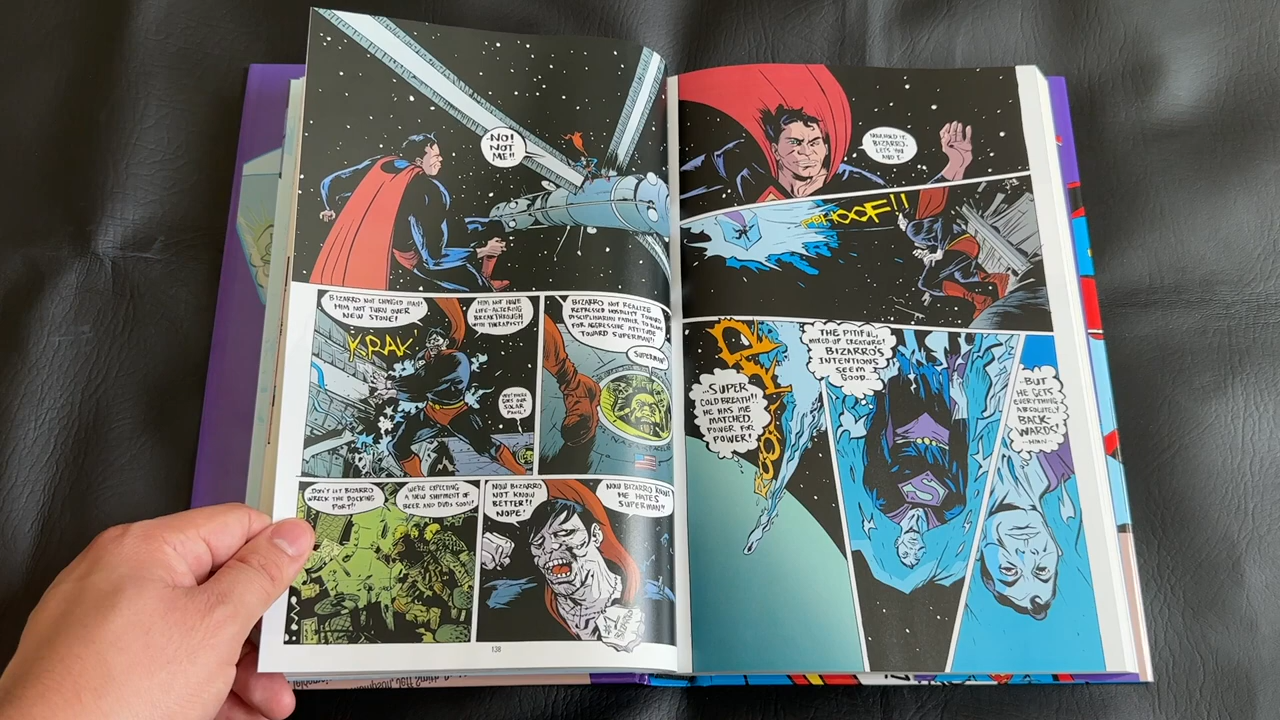 -NO!
NOT
ME!!
BIZARRO NOT CHANGED MAN!
HIM NOT TURN OVER
NEW STONE!
HIM NOT HAVE
LIFE-ALTERING
BREAKTHROUGH
WITH THERAPIST!
KRAK
SOLAR
PANEL!
BIZARRO NOT REALIZE
REPRESSED HOSTILITY TOWARD
DISCIPLINARIAN FATHER TO BLAME
FOR AGGRESSIVE ATTITUDE
TOWARD SUPERMAN!!
SUPERMAN!
...DON'T LET BIZARRO
WRECK THE DOCKING
PORT!!
WE'RE EXPECTING
A NEW SHIPMENT OF
BEER AND DVDs SOON!
NOW BIZARRO
NOT KNOW
BETTER!!
NOPE!
NOW BIZARRO KNOW
HE HATES
SUPERMAN!!
#1
BIZARRO
138
NOW HOLD IT,
BIZARRO.
LET'S YOU
AND I-
PHOOF!!
...SUPER
COLD BREATH!!
HE HAS ME
MATCHED,
POWER FOR
POWER!
THE PITIFUL,
MIXED-UP CREATURE!
BIZARRO'S
INTENTIONS
SEEM
GOOD...
S
...BUT
HE GETS
EVERYTHING
ABSOLUTELY
BACK-
WARDS!